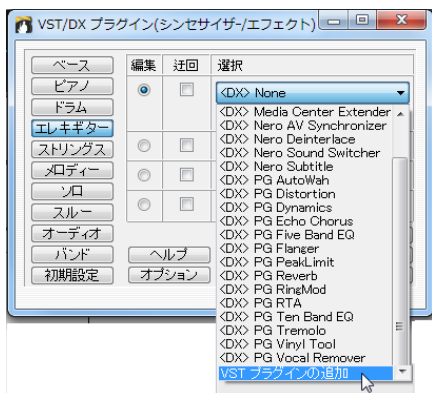 VST/DX プラグイン(シンセサイザー/エフェクト)
ベース
ピアノ
ドラム
エレキギター
ストリングス
メロディー
ソロ
スルー
オーディオ
バンド
初期設定
編集 迂回 選択
<DX> None
<DX> Media Center Extender
<DX> Nero AV Synchronizer
<DX> Nero Deinterlace
<DX> Nero Sound Switcher
<DX> Nero Subtitle
<DX> PG AutoWah
<DX> PG Distortion
<DX> PG Dynamics
<DX> PG Echo Chorus
<DX> PG Five Band EQ
<DX> PG Flanger
<DX> PG PeakLimit
<DX> PG Reverb
<DX> PG RingMod
<DX> PG RTA
<DX> PG Ten Band EQ
<DX> PG Tremolo
<DX> PG Vinyl Tool
<DX> PG Vocal Remover
VST プラグインの追加
ヘルプ
オプション